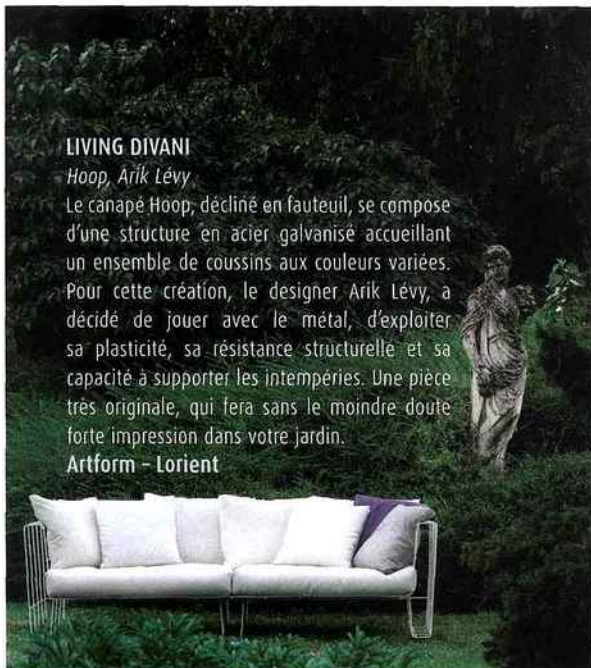 LIVING DIVANI
Hoop, Arik Lévy
Le canapé Hoop, décliné en fauteuil, se compose
d'une structure en acier galvanisé accueillant
un ensemble de coussins aux couleurs variées.
Pour cette création, le designer Arik Lévy, a
décidé de jouer avec le métal, d'exploiter
sa plasticité, sa résistance structurelle et sa
capacité à supporter les intempéries. Une pièce
très originale, qui fera sans le moindre doute
forte impression dans votre jardin.
Artform – Lorient